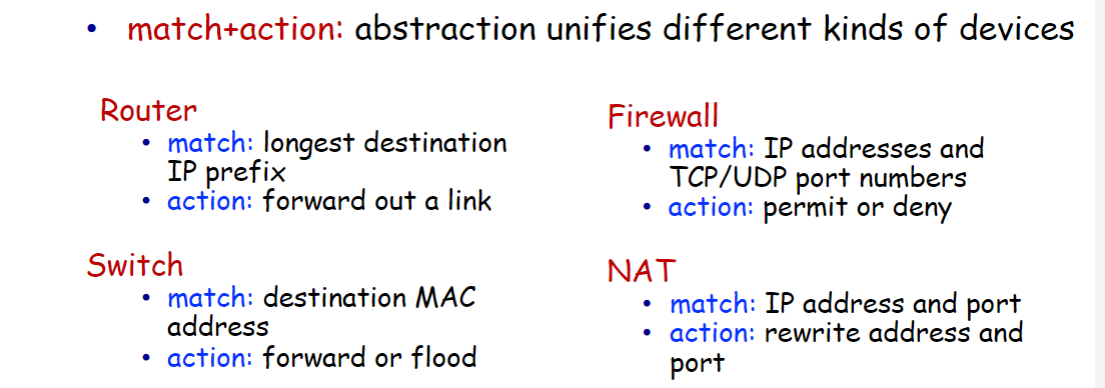 • match+action: abstraction unifies different kinds of devices
Router
• match: longest destination
IP prefix
• action: forward out a link
Switch
• match: destination MAC
address
• action: forward or flood
Firewall
• match: IP addresses and
TCP/UDP port numbers
• action: permit or deny
NAT
• match: IP address and port
• action: rewrite address and
port